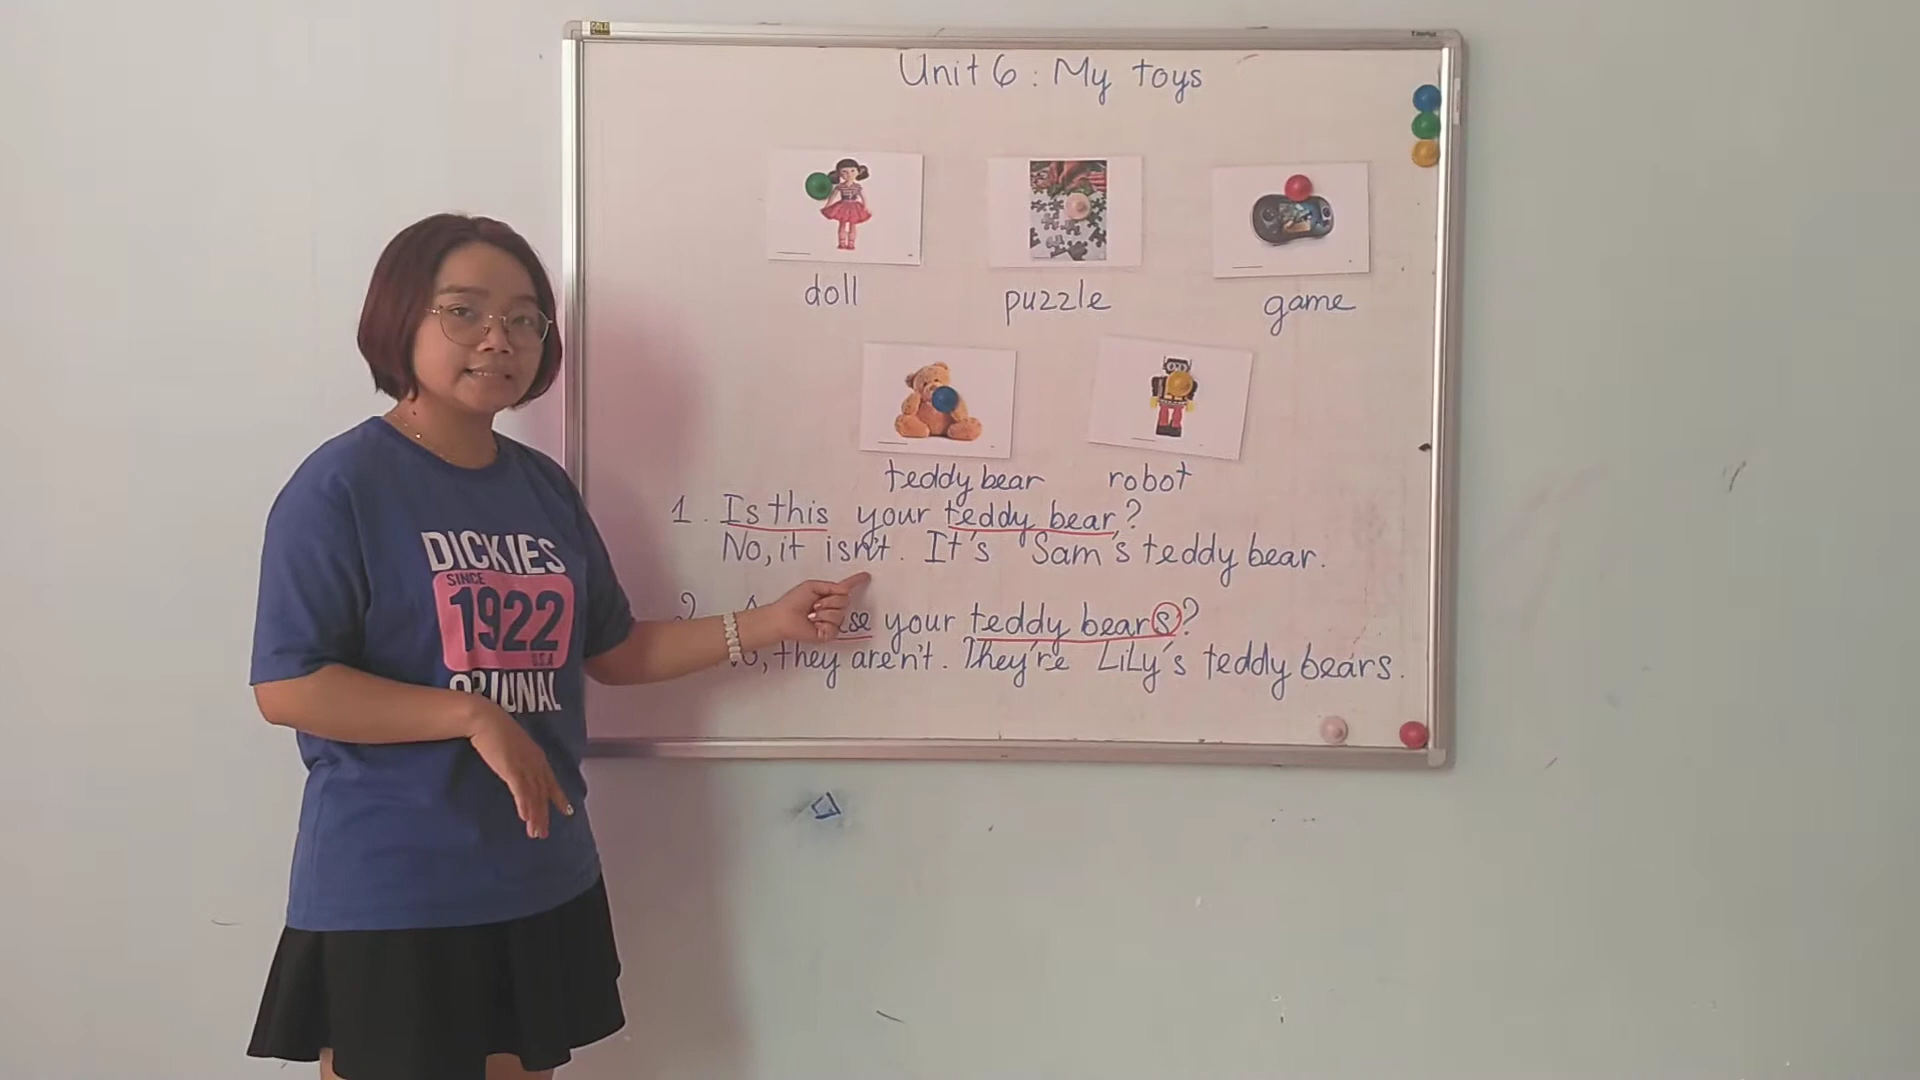 Unit 6: My toys
doll
puzzle
game
teddy bear
robot
1. Is this your teddy bear?
No, it isn't. It's Sam's teddy bear.
2. your teddy bears?
, they aren't. They're Lily's teddy bears.
DICKIES
SINCE
1922
U.S.A